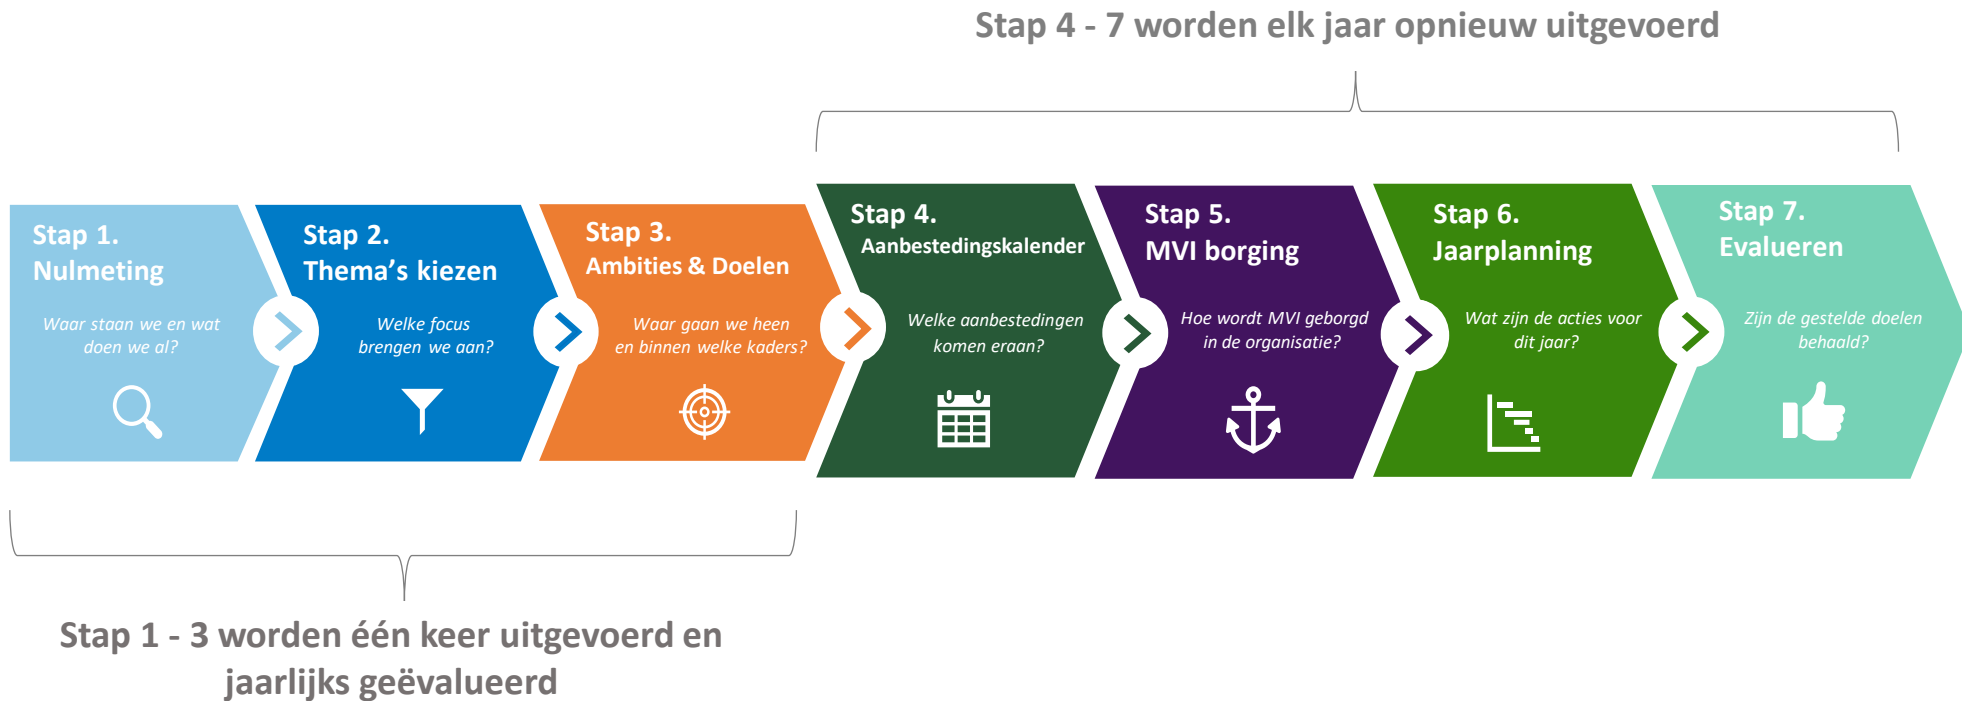 Stap 4 - 7 worden elk jaar opnieuw uitgevoerd
Stap 1.
Nulmeting
Waar staan we en wat
doen we al?
Stap 2.
Thema's kiezen
Welke focus
brengen we aan?
Stap 3.
Ambities & Doelen
Waar gaan we heen
en binnen welke kaders?
Stap 4.
Aanbestedingskalender
Welke aanbestedingen
komen eraan?
Stap 5.
MVI borging
Hoe wordt MVI geborgd
in de organisatie?
Stap 6.
Jaarplanning
Wat zijn de acties voor
dit jaar?
Stap 7.
Evalueren
Zijn de gestelde doelen
behaald?
Stap 1 - 3 worden één keer uitgevoerd en
jaarlijks geëvalueerd